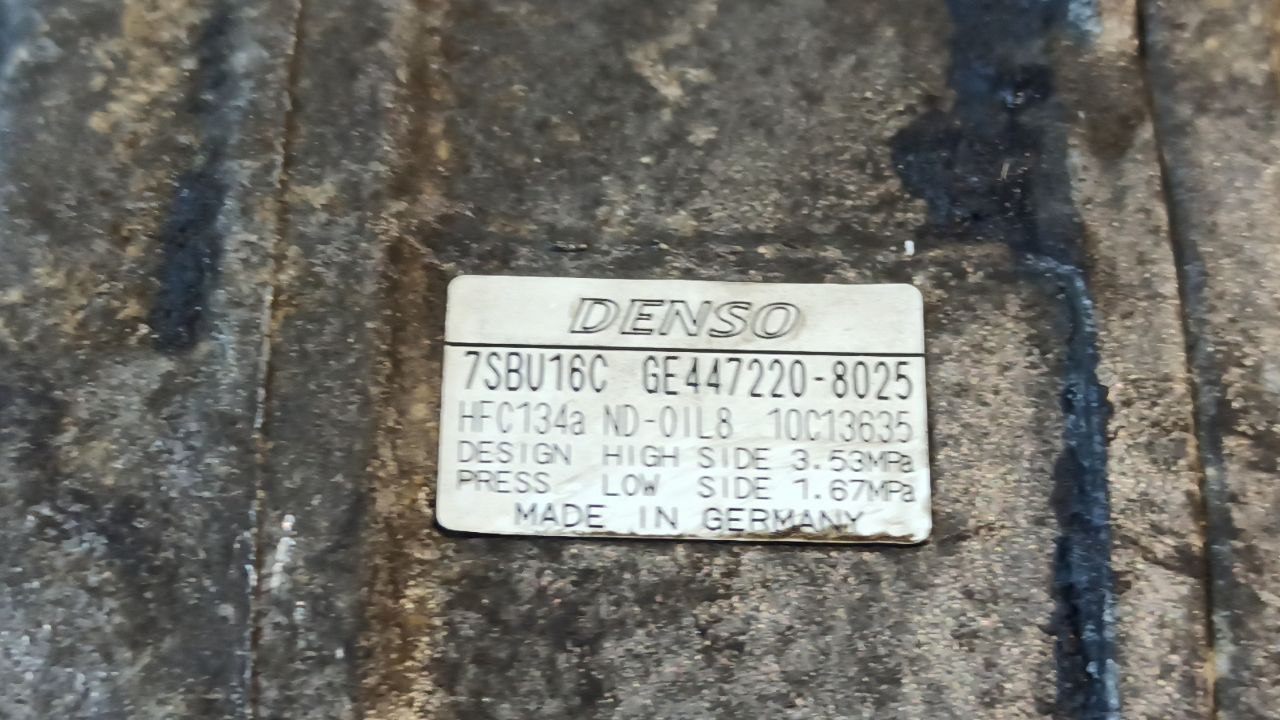 DENSO
7SBU16C GE447220-8025
HFC134a ND-OIL8 10C13635
DESIGN HIGH SIDE 3.53MPa
PRESS LOW SIDE 1.67MPa
MADE IN GERMANY